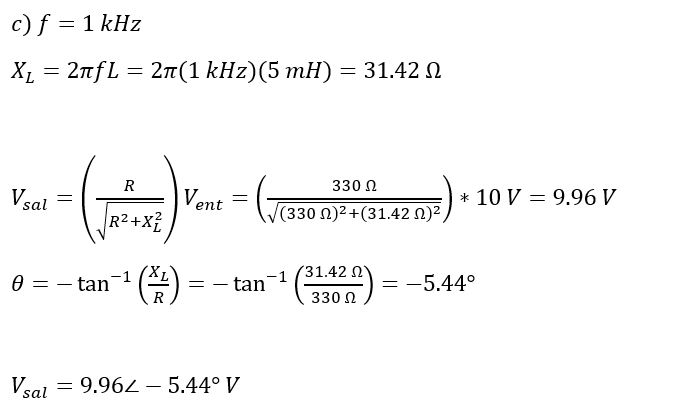 c) f = 1 kHz
X_L = 2πfL = 2π(1 kHz)(5 mH) = 31.42 Ω
V_sal = (R / √(R²+X_L²)) V_ent = (330 Ω / √((330 Ω)²+(31.42 Ω)²)) * 10 V = 9.96 V
θ = −tan⁻¹(X_L / R) = −tan⁻¹(31.42 Ω / 330 Ω) = −5.44°
V_sal = 9.96∠ − 5.44° V